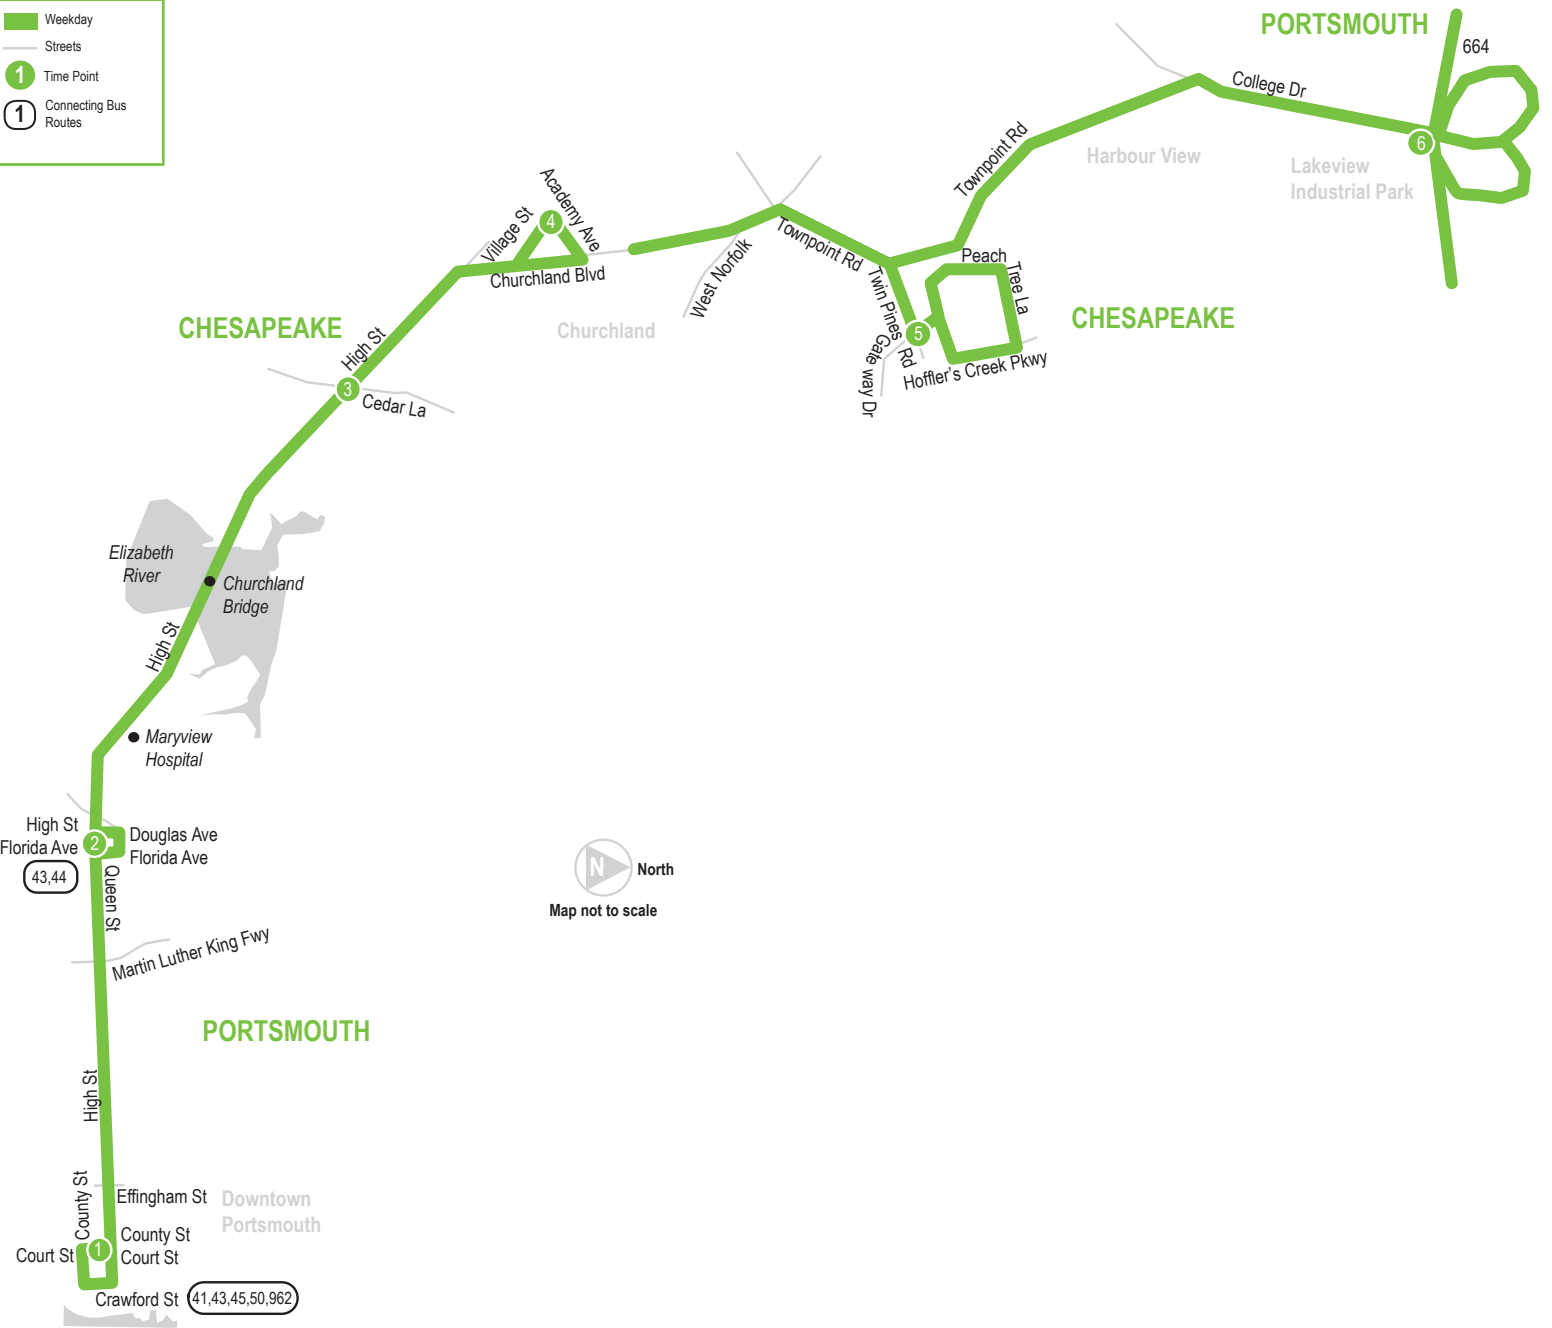 Weekday
Streets
1
Time Point
1
Connecting Bus
Routes
PORTSMOUTH
664
College Dr
6
Lakeview
Industrial Park
Harbour View
Townpoint Rd
Academy Ave
4
Village St
Churchland Blvd
West Norfolk
Townpoint Rd
Peach
Tree La
Twin Pines Rd
5
Gate way Dr
Hoffler's Creek Pkwy
CHESAPEAKE
Churchland
CHESAPEAKE
High St
3
Cedar La
Elizabeth
River
Churchland
Bridge
High St
Maryview
Hospital
High St
Florida Ave
2
Douglas Ave
Florida Ave
43,44
Queen St
N
North
Map not to scale
Martin Luther King Fwy
PORTSMOUTH
High St
County St
Effingham St
Downtown
Portsmouth
Court St
1
County St
Court St
Crawford St
41,43,45,50,962